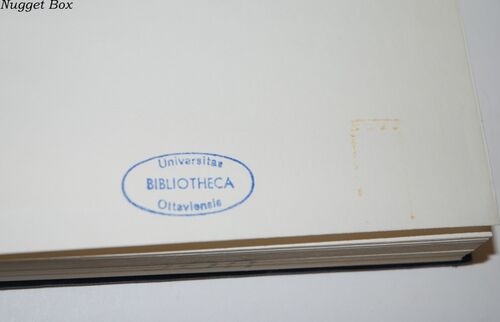 Nugget Box
Universitas
BIBLIOTHECA
Ottaviensis